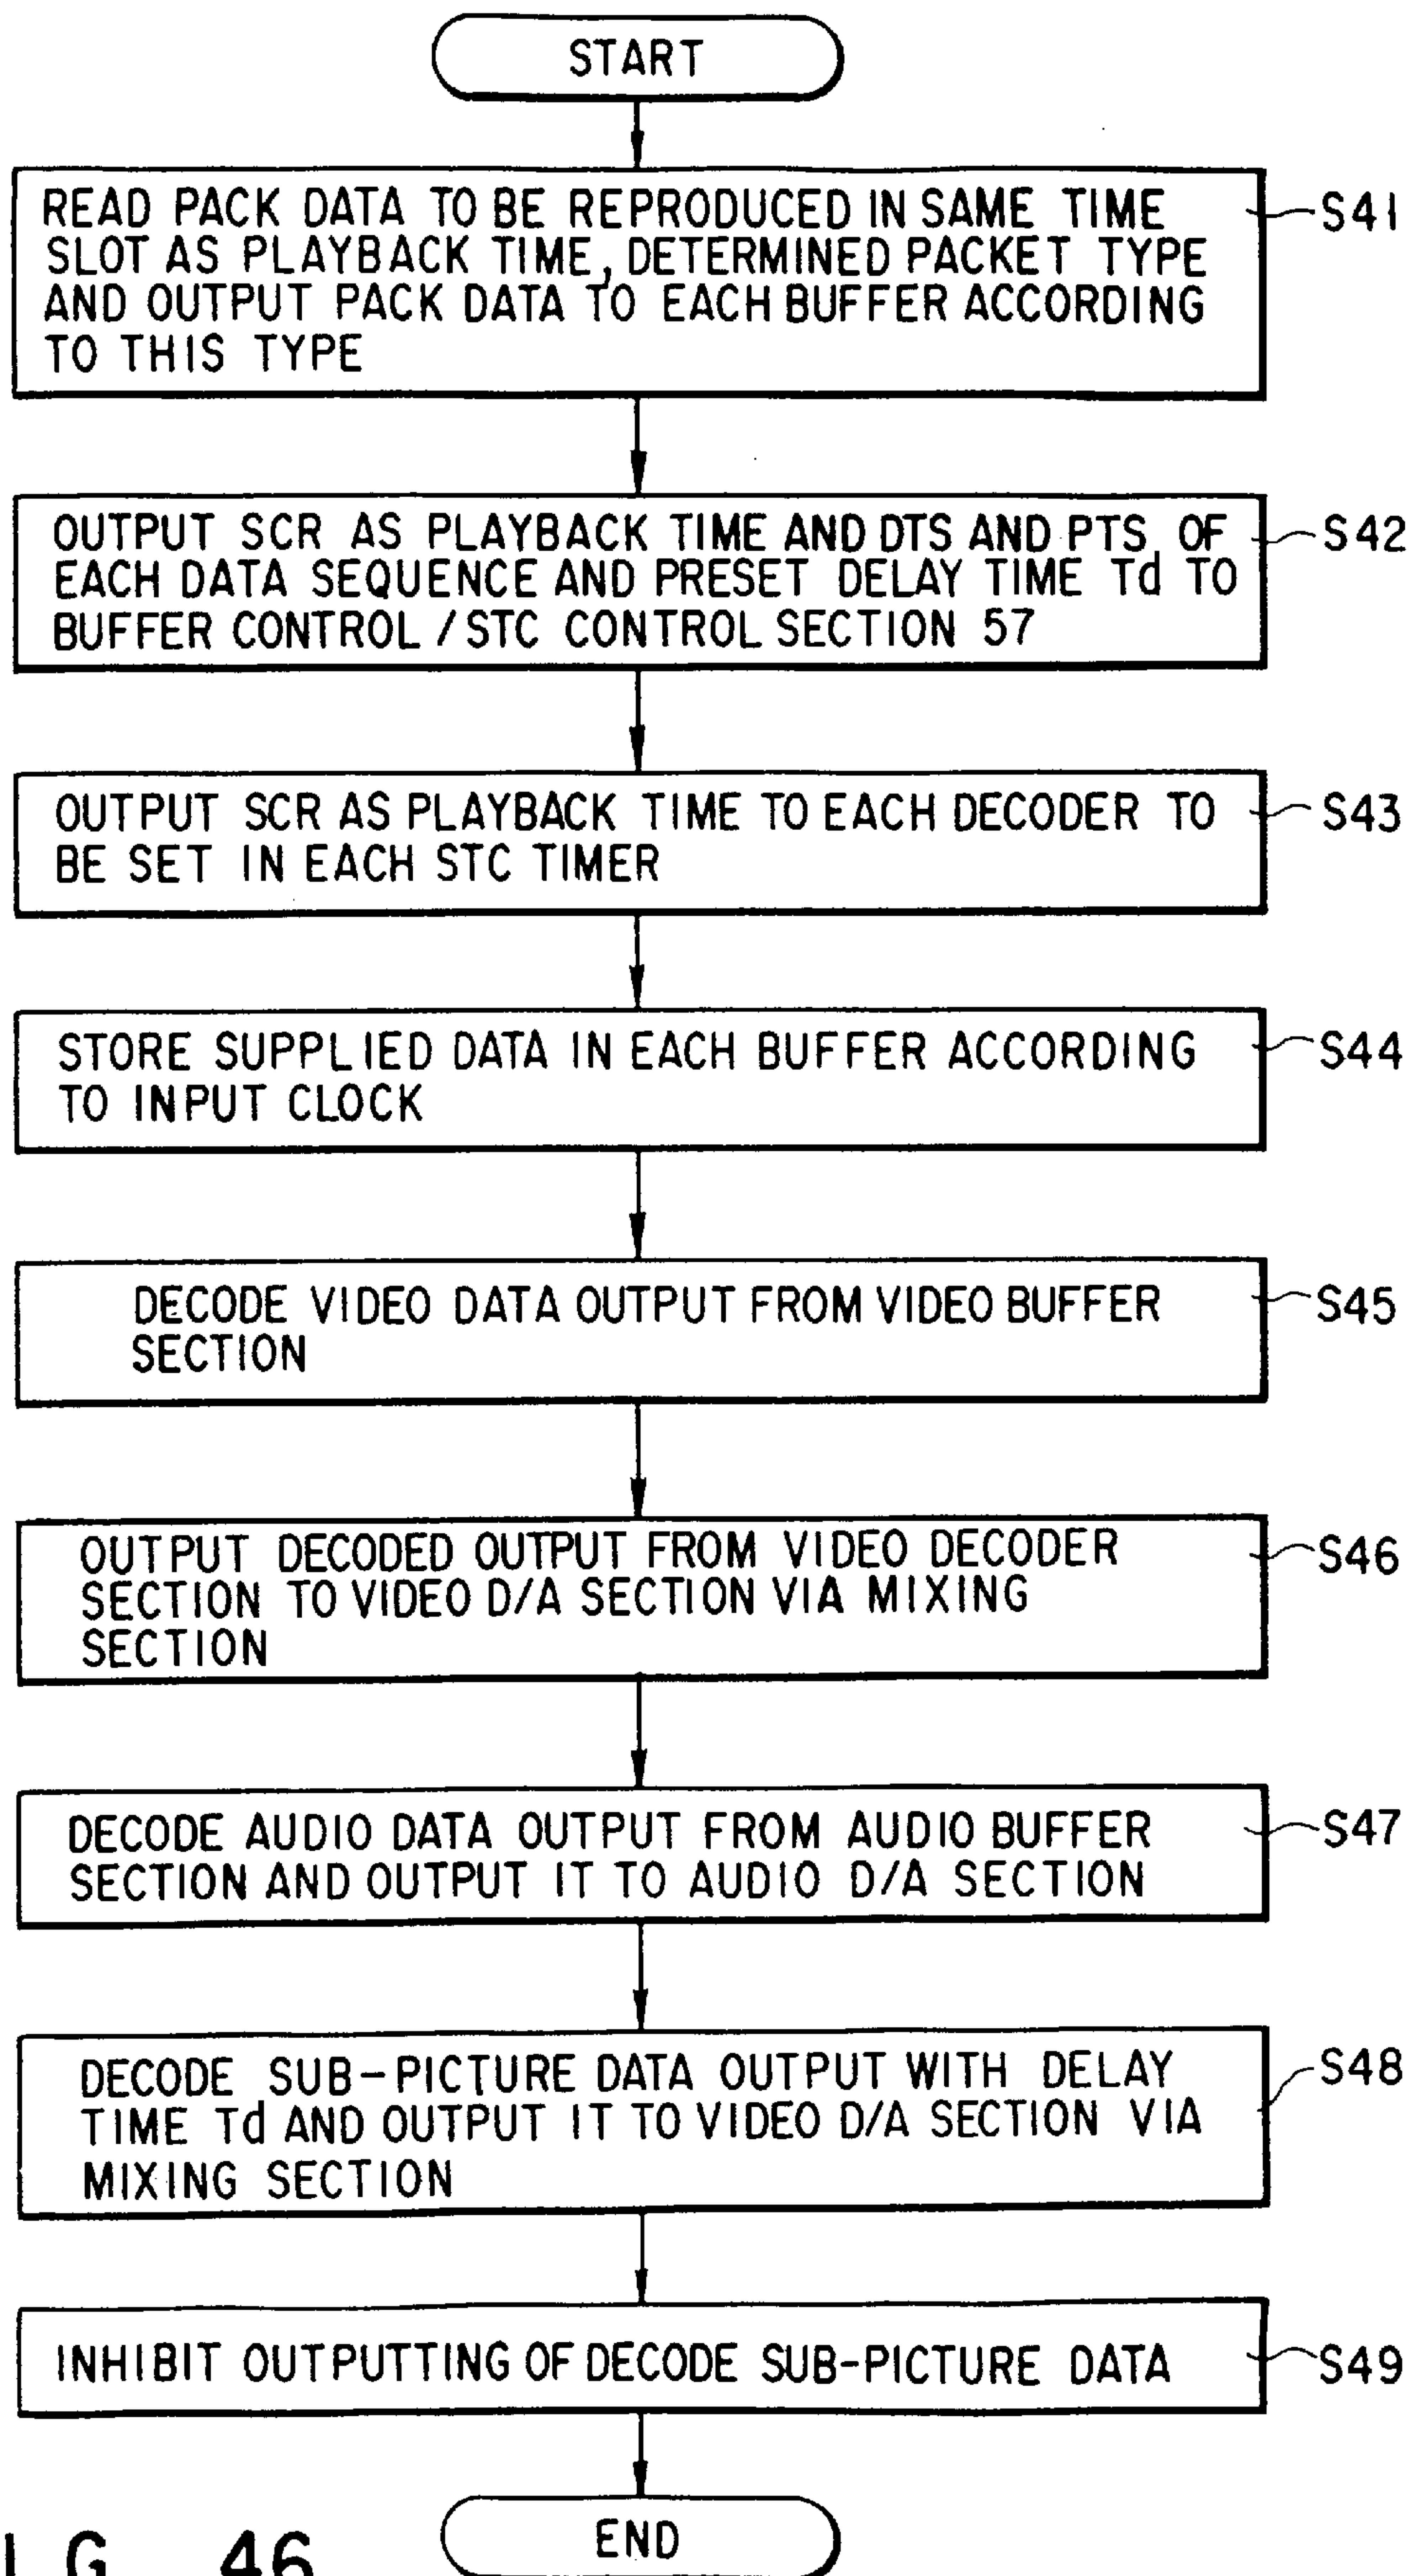 START
READ PACK DATA TO BE REPRODUCED IN SAME TIME
SLOT AS PLAYBACK TIME, DETERMINED PACKET TYPE
AND OUTPUT PACK DATA TO EACH BUFFER ACCORDING
TO THIS TYPE
S41
OUTPUT SCR AS PLAYBACK TIME AND DTS AND PTS OF
EACH DATA SEQUENCE AND PRESET DELAY TIME Td TO
BUFFER CONTROL / STC CONTROL SECTION 57
S42
OUTPUT SCR AS PLAYBACK TIME TO EACH DECODER TO
BE SET IN EACH STC TIMER
S43
STORE SUPPLIED DATA IN EACH BUFFER ACCORDING
TO INPUT CLOCK
S44
DECODE VIDEO DATA OUTPUT FROM VIDEO BUFFER
SECTION
S45
OUTPUT DECODED OUTPUT FROM VIDEO DECODER
SECTION TO VIDEO D/A SECTION VIA MIXING
SECTION
S46
DECODE AUDIO DATA OUTPUT FROM AUDIO BUFFER
SECTION AND OUTPUT IT TO AUDIO D/A SECTION
S47
DECODE SUB-PICTURE DATA OUTPUT WITH DELAY
TIME Td AND OUTPUT IT TO VIDEO D/A SECTION VIA
MIXING SECTION
S48
INHIBIT OUTPUTTING OF DECODE SUB-PICTURE DATA
S49
END
IG. 46